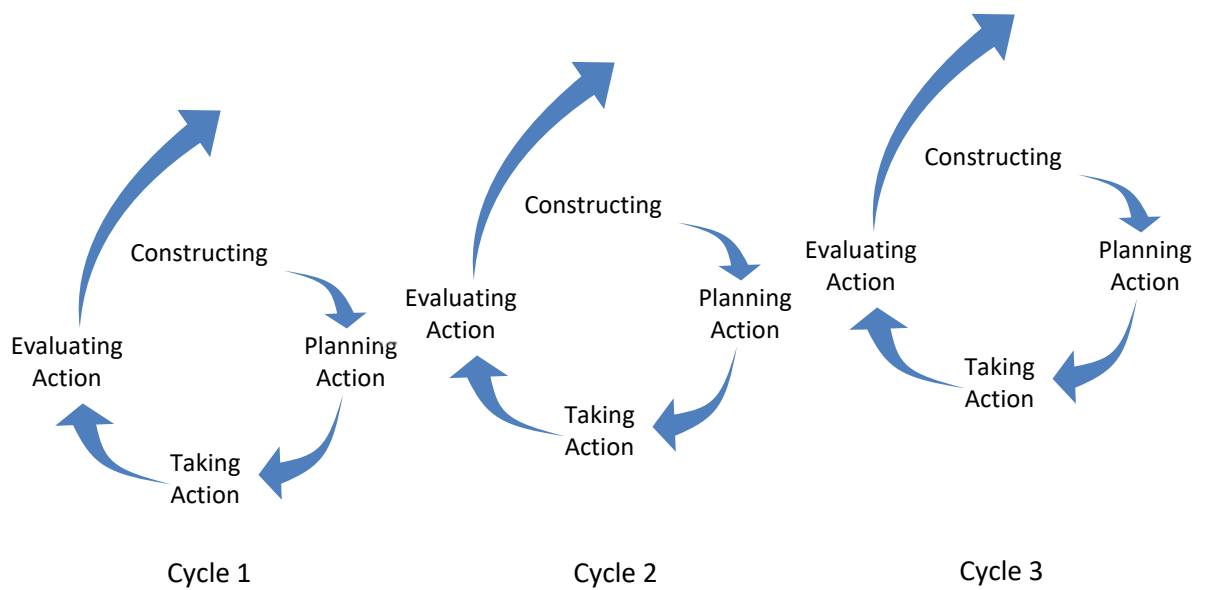 Constructing
Planning
Action
Taking
Action
Evaluating
Action
Cycle 1
Constructing
Planning
Action
Taking
Action
Evaluating
Action
Cycle 2
Constructing
Planning
Action
Taking
Action
Evaluating
Action
Cycle 3